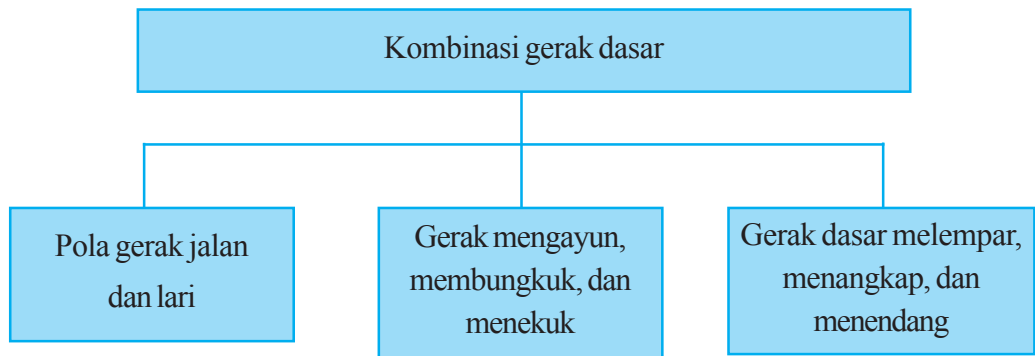 Kombinasi gerak dasar
Pola gerak jalan
dan lari
Gerak mengayun,
membungkuk, dan
menekuk
Gerak dasar melempar,
menangkap, dan
menendang